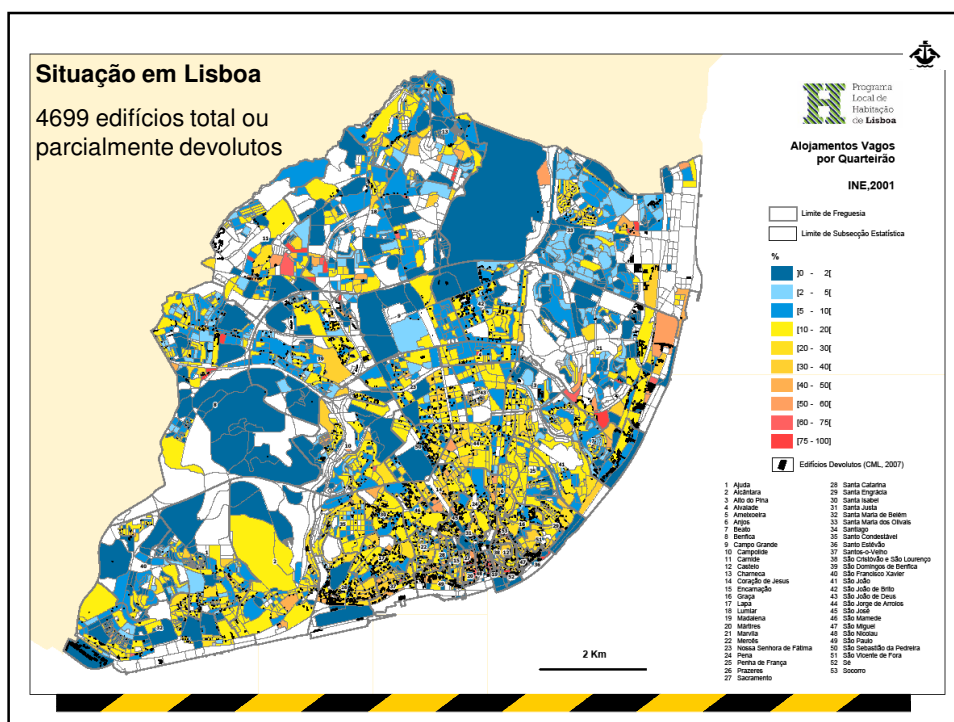 Situação em Lisboa
4699 edifícios total ou
parcialmente devolutos
Programa
Local de
Habitação
de Lisboa
Alojamentos Vagos
por Quarteirão
INE,2001
Limite de Freguesia
Limite de Subsecção Estatística
%
]0 - 2[
[2 - 5[
[5 - 10[
[10 - 20[
[20 - 30[
[30 - 40[
[40 - 50[
[50 - 60[
[60 - 75[
[75 - 100]
Edifícios Devolutos (CML, 2007)
1 Ajuda
2 Alcântara
3 Alto do Pina
4 Alvalade
5 Ameixoeira
6 Anjos
7 Beato
8 Benfica
9 Campo Grande
10 Campolide
11 Carnide
12 Castelo
13 Charneca
14 Coração de Jesus
15 Encarnação
16 Graça
17 Lapa
18 Lumiar
19 Madalena
20 Mártires
21 Marvila
22 Mercês
23 Nossa Senhora de Fátima
24 Pena
25 Penha de França
26 Prazeres
27 Sacramento
28 Santa Catarina
29 Santa Engrácia
30 Santa Isabel
31 Santa Justa
32 Santa Maria de Belém
33 Santa Maria dos Olivais
34 Santiago
35 Santo Condestável
36 Santo Estêvão
37 Santos-o-Velho
38 São Cristóvão e São Lourenço
39 São Domingos de Benfica
40 São Francisco Xavier
41 São João
42 São João de Brito
43 São João de Deus
44 São Jorge de Arroios
45 São José
46 São Mamede
47 São Miguel
48 São Nicolau
49 São Paulo
50 São Sebastião da Pedreira
51 São Vicente de Fora
52 Sé
53 Socorro
2 Km